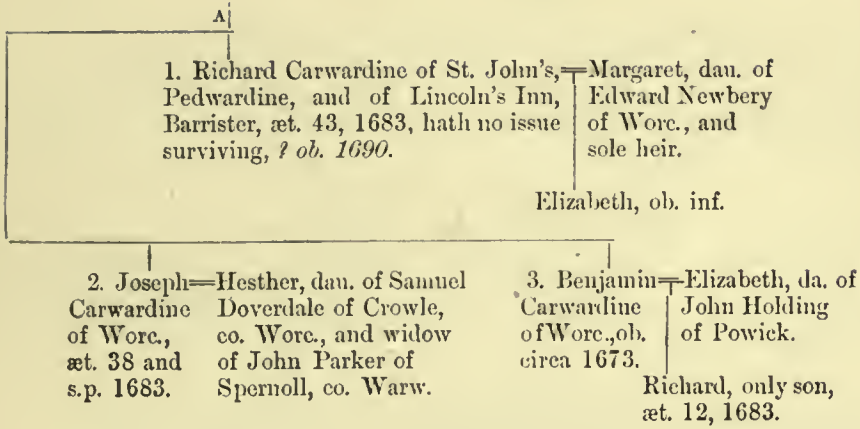 A
1. Richard Carwardine of St. John's,
Pedwardine, and of Lincoln's Inn,
Barrister, æt. 43, 1683, hath no issue
surviving, ? ob. 1690.
Margaret, dau. of
Edward Newbery
of Worc., and
sole heir.
Elizabeth, ob. inf.
2. Joseph
Carwardine
of Worc.,
æt. 38 and
s.p. 1683.
Hesther, dau. of Samuel
Doverdale of Crowle,
co. Worc., and widow
of John Parker of
Spernoll, co. Warw.
3. Benjamin
Carwardine
of Worc., ob.
circa 1673.
Elizabeth, da. of
John Holding
of Powick.
Richard, only son,
æt. 12, 1683.